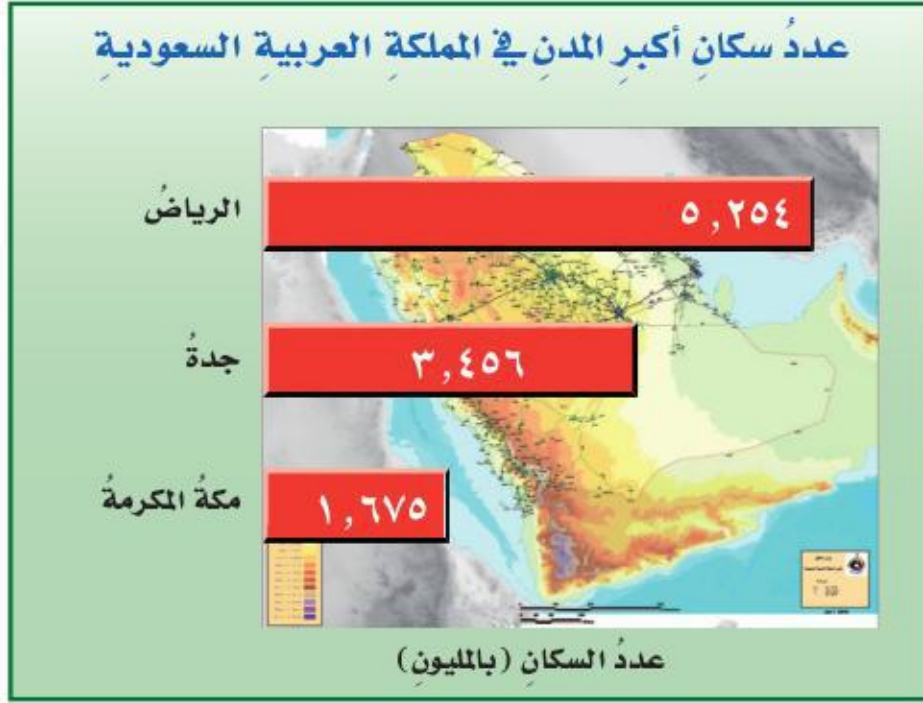 عددُ سكانِ أكبرِ المدنِ في المملكةِ العربيةِ السعوديةِ
الرياضُ ٥,٢٥٤
جدةُ ٣,٤٥٦
مكةُ المكرمةُ ١,٦٧٥
عددُ السكانِ (بالمليونِ)